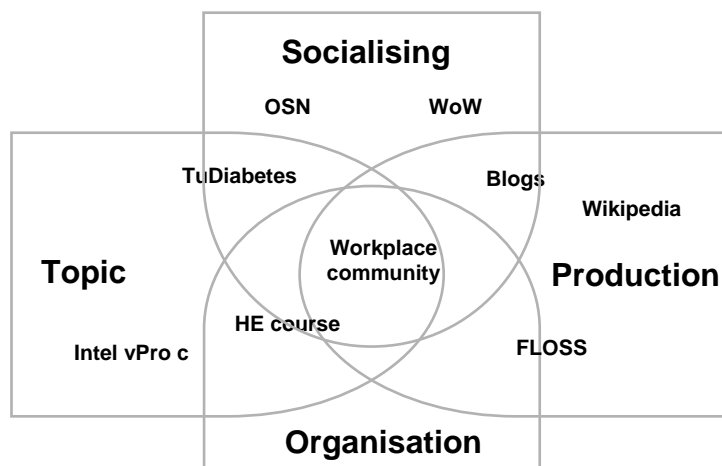 Socialising
OSN
WoW
TuDiabetes
Blogs
Wikipedia
Workplace
community
Topic
Production
HE course
Intel vPro c
FLOSS
Organisation